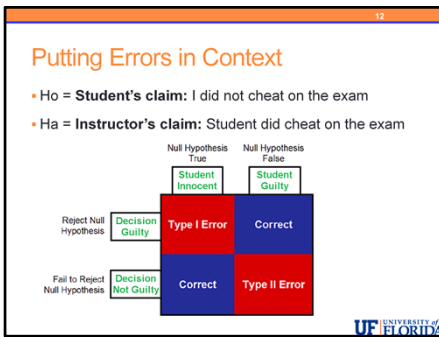 12
Putting Errors in Context
▪ Ho = Student's claim: I did not cheat on the exam
▪ Ha = Instructor's claim: Student did cheat on the exam
Null Hypothesis True
Null Hypothesis False
Student Innocent
Student Guilty
Reject Null Hypothesis
Decision Guilty
Type I Error
Correct
Fail to Reject Null Hypothesis
Decision Not Guilty
Correct
Type II Error
UF UNIVERSITY of FLORIDA